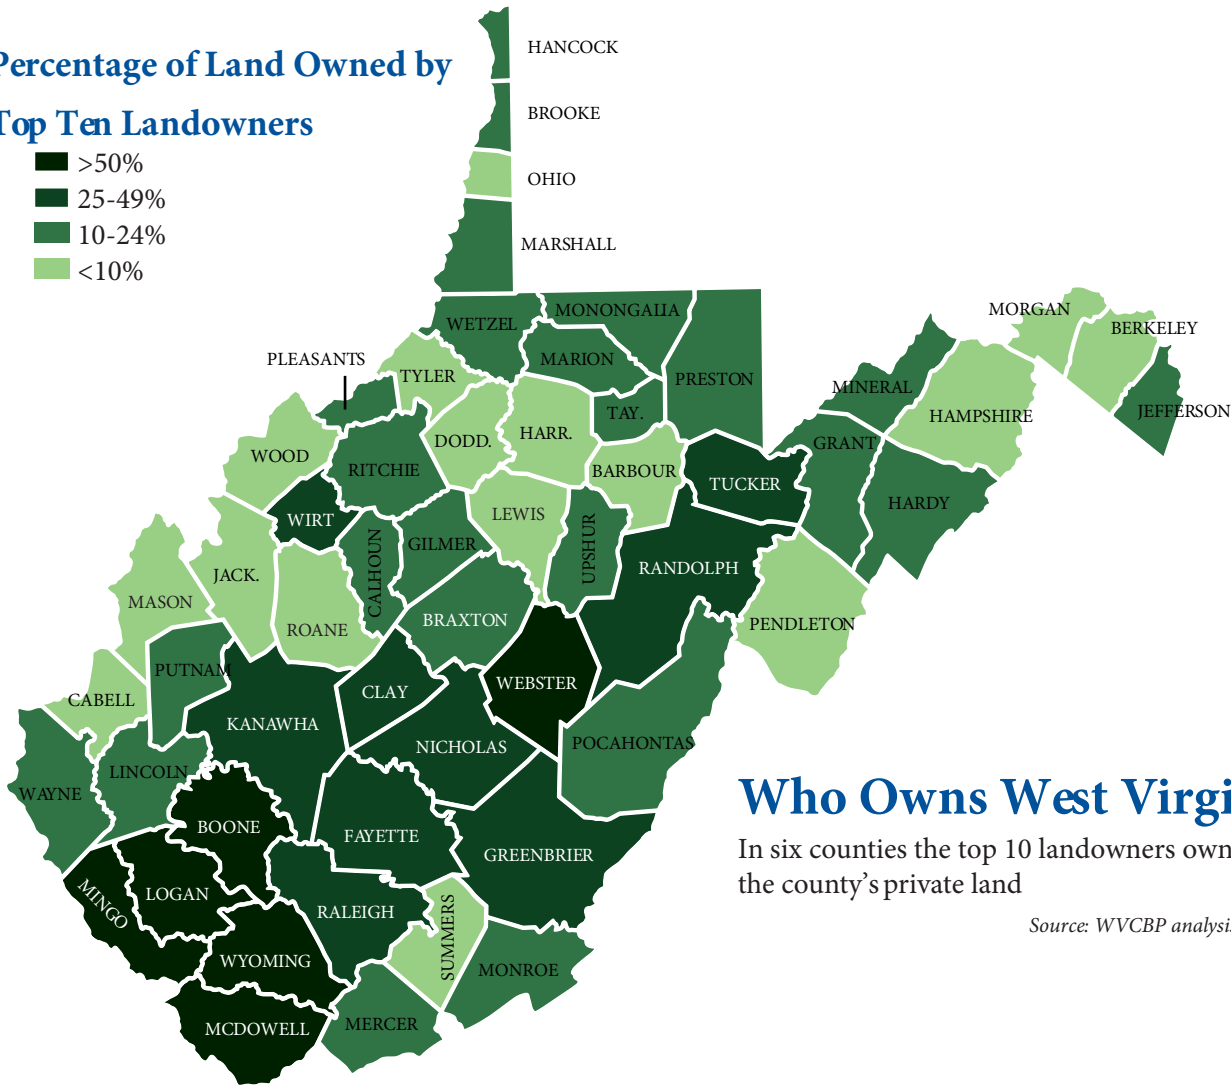 Percentage of Land Owned by
Top Ten Landowners
>50%
25-49%
10-24%
<10%
HANCOCK
BROOKE
OHIO
MARSHALL
WETZEL
MONONGALIA
MORGAN
BERKELEY
PLEASANTS
TYLER
MARION
PRESTON
MINERAL
HAMPSHIRE
JEFFERSON
TAY.
WOOD
RITCHIE
DODD.
HARR.
BARBOUR
TUCKER
GRANT
HARDY
WIRT
LEWIS
CALHOUN
GILMER
UPSHUR
RANDOLPH
JACK.
MASON
ROANE
BRAXTON
PENDLETON
PUTNAM
CABELL
CLAY
WEBSTER
KANAWHA
NICHOLAS
POCAHONTAS
WAYNE
LINCOLN
BOONE
FAYETTE
GREENBRIER
MINGO
LOGAN
RALEIGH
SUMMERS
WYOMING
MONROE
MCDOWELL
MERCER
Who Owns West Virgi
In six counties the top 10 landowners own
the county's private land
Source: WVCBP analysis